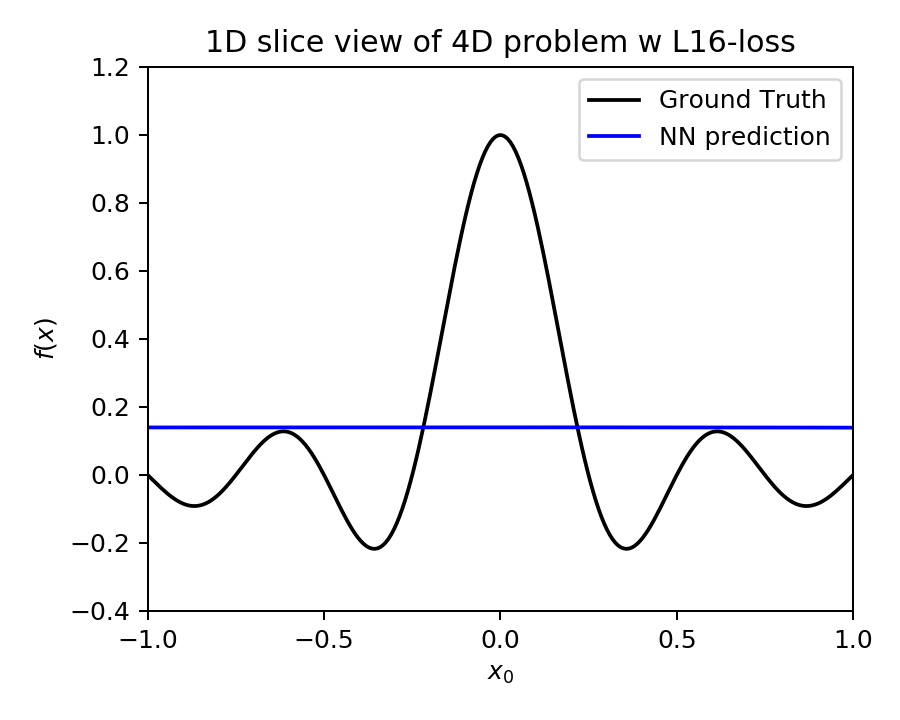 1D slice view of 4D problem w L16-loss
Ground Truth
NN prediction
1.2
1.0
0.8
0.6
0.4
0.2
0.0
−0.2
−0.4
f(x)
−1.0 −0.5 0.0 0.5 1.0
x₀